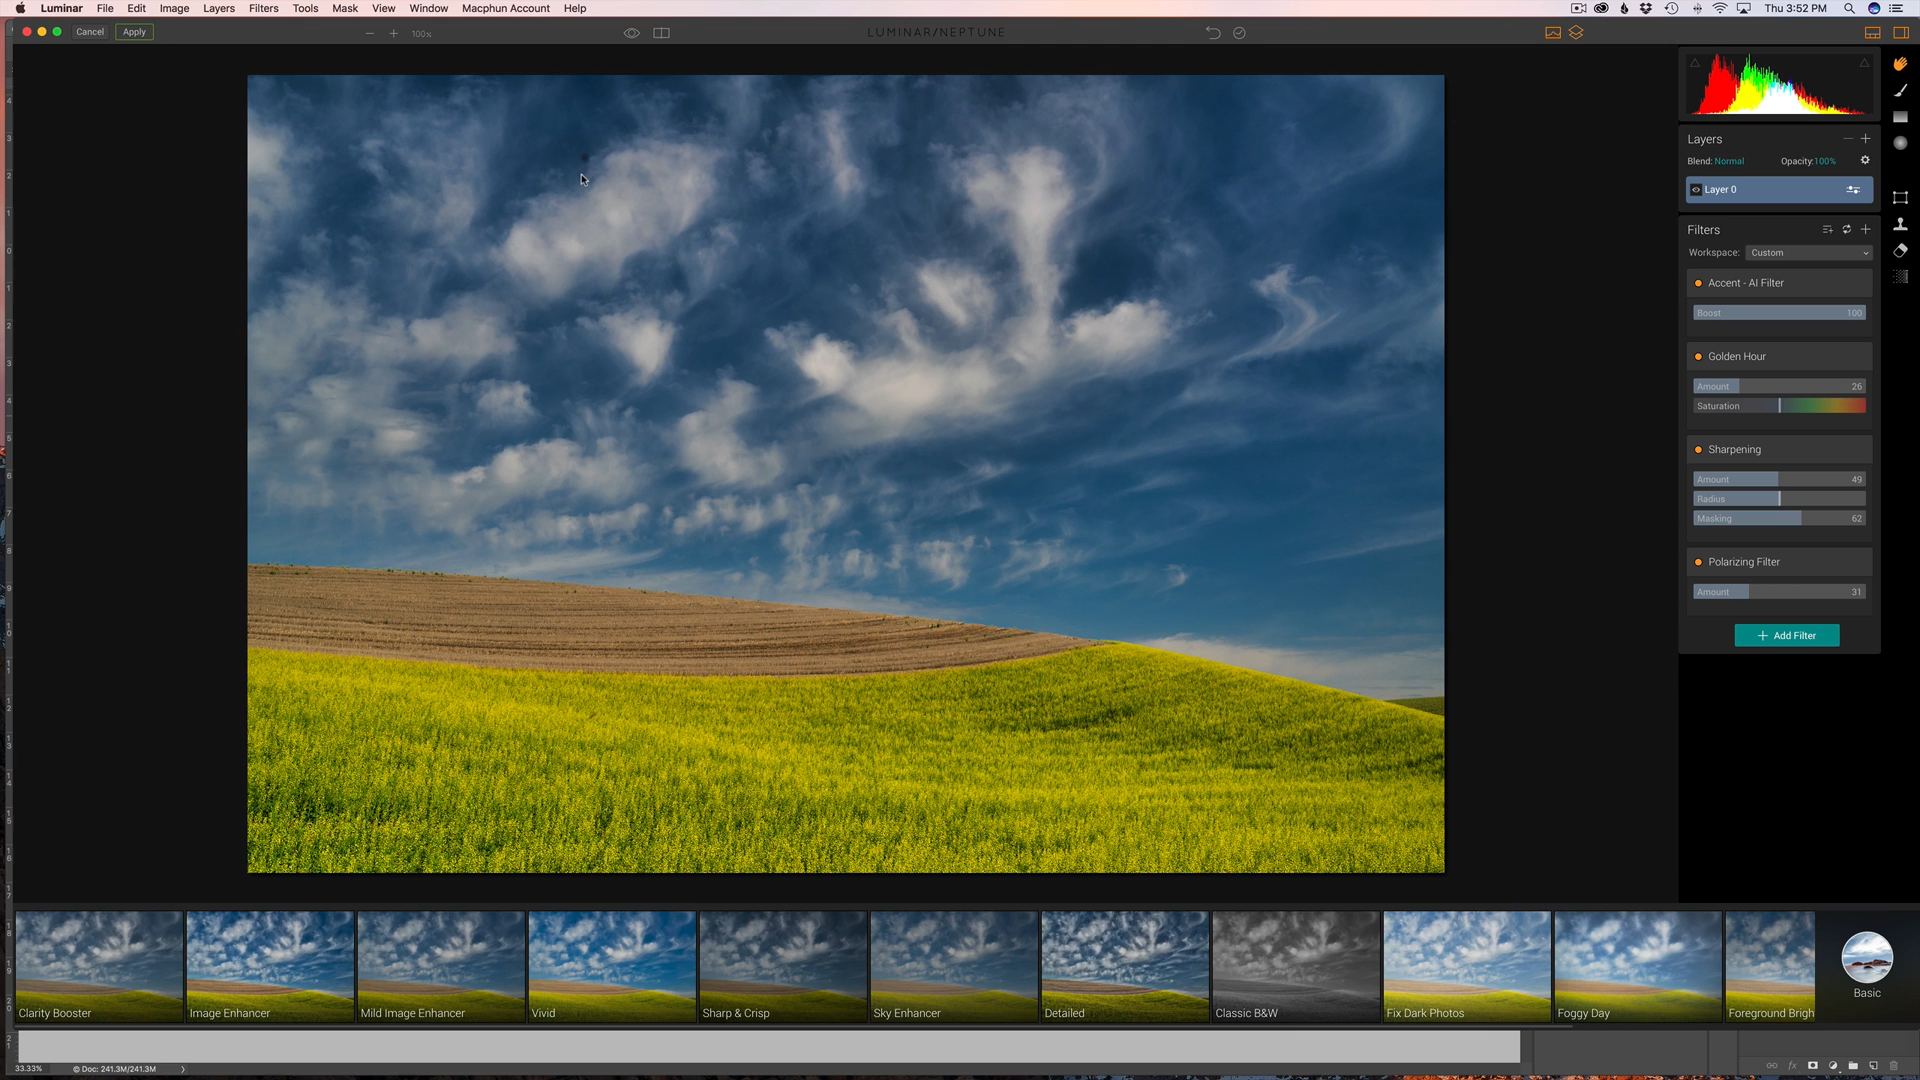 Luminar File Edit Image Layers Filters Tools Mask View Window Macphun Account Help Thu 3:52 PM
Cancel Apply 100% LUMINAR/NEPTUNE
Layers
Blend: Normal Opacity:100%
Layer 0
Filters
Workspace: Custom
Accent - AI Filter
Boost 100
Golden Hour
Amount 26
Saturation
Sharpening
Amount 49
Radius
Masking 62
Polarizing Filter
Amount 31
Add Filter
Clarity Booster Image Enhancer Mild Image Enhancer Vivid Sharp & Crisp Sky Enhancer Detailed Classic B&W Fix Dark Photos Foggy Day Foreground Brigh Basic
33.33% Doc: 241.3M/241.3M fx